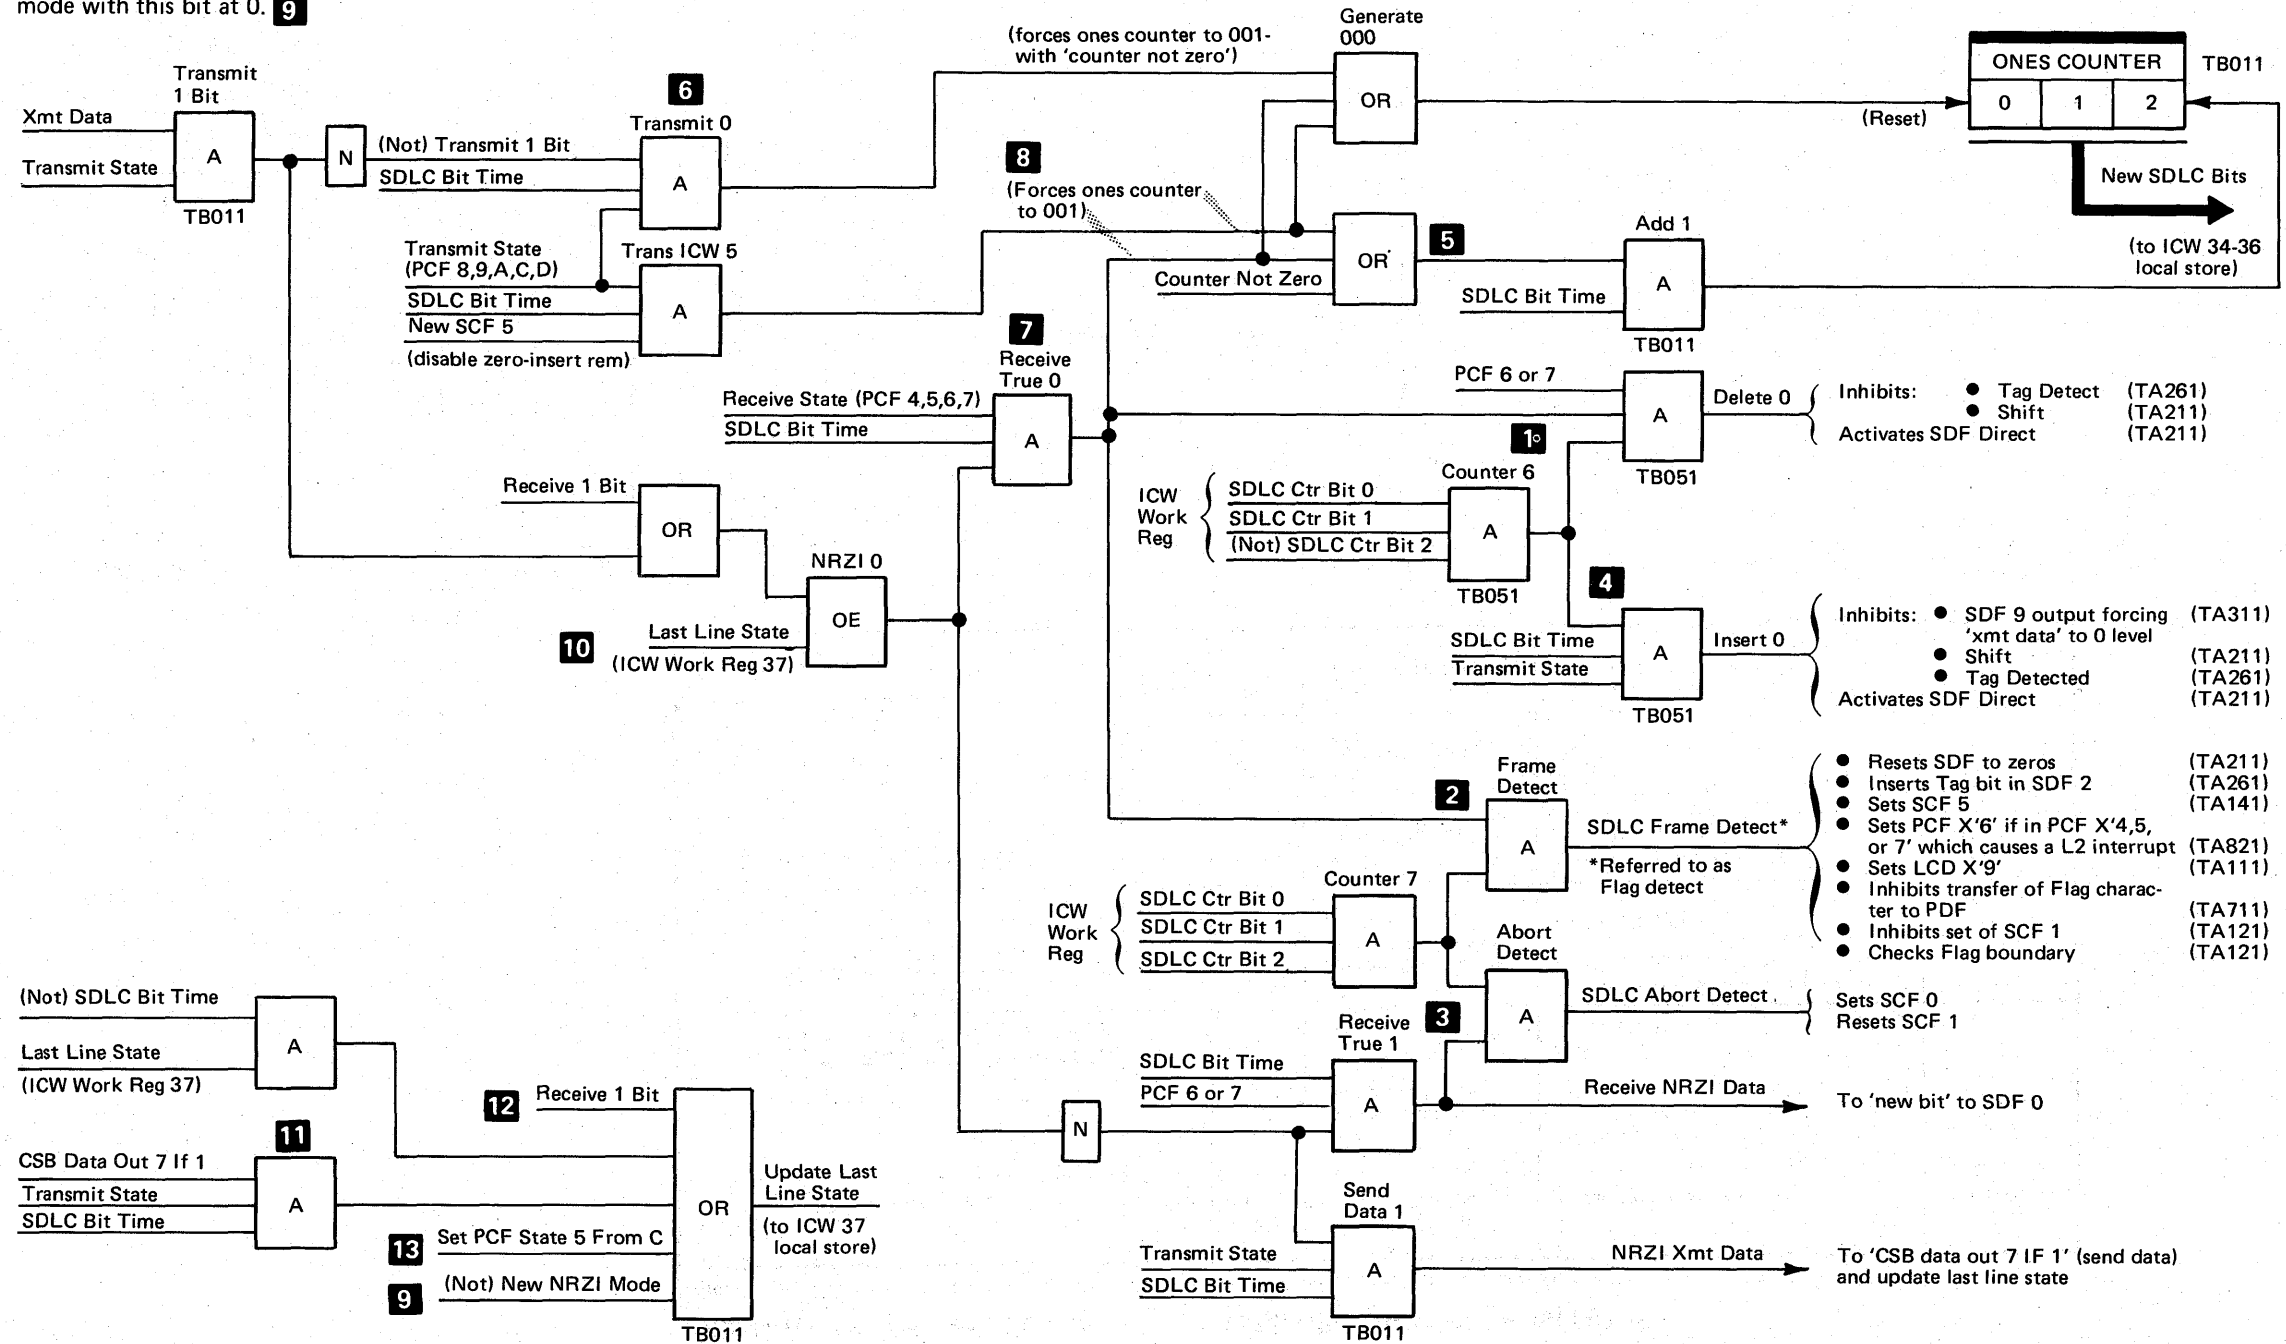 mode with this bit at 0. 9
Transmit
1 Bit
Xmt Data
Transmit State
A
TB011
N
(Not) Transmit 1 Bit
SDLC Bit Time
6
Transmit 0
A
Transmit State
(PCF 8,9,A,C,D)
SDLC Bit Time
New SCF 5
(disable zero-insert rem)
Trans ICW 5
A
(forces ones counter to 001-
with 'counter not zero')
Generate
000
OR
(Reset)
ONES COUNTER
0 1 2
TB011
New SDLC Bits
(to ICW 34-36
local store)
8
(Forces ones counter
to 001)
Counter Not Zero
OR
5
SDLC Bit Time
Add 1
A
TB011
7
Receive
True 0
Receive State (PCF 4,5,6,7)
SDLC Bit Time
A
PCF 6 or 7
A
TB051
Delete 0
Inhibits: ● Tag Detect (TA261)
● Shift (TA211)
Activates SDF Direct (TA211)
1
Counter 6
ICW
Work
Reg
SDLC Ctr Bit 0
SDLC Ctr Bit 1
(Not) SDLC Ctr Bit 2
A
TB051
Receive 1 Bit
OR
NRZI 0
OE
10
Last Line State
(ICW Work Reg 37)
4
SDLC Bit Time
Transmit State
A
TB051
Insert 0
Inhibits: ● SDF 9 output forcing (TA311)
'xmt data' to 0 level
● Shift (TA211)
● Tag Detected (TA261)
Activates SDF Direct (TA211)
2
Frame
Detect
A
SDLC Frame Detect*
*Referred to as
Flag detect
● Resets SDF to zeros (TA211)
● Inserts Tag bit in SDF 2 (TA261)
● Sets SCF 5 (TA141)
● Sets PCF X'6' if in PCF X'4,5,
or 7' which causes a L2 interrupt (TA821)
● Sets LCD X'9' (TA111)
● Inhibits transfer of Flag charac-
ter to PDF (TA711)
● Inhibits set of SCF 1 (TA121)
● Checks Flag boundary (TA121)
Counter 7
ICW
Work
Reg
SDLC Ctr Bit 0
SDLC Ctr Bit 1
SDLC Ctr Bit 2
A
Abort
Detect
A
SDLC Abort Detect
Sets SCF 0
Resets SCF 1
3
Receive
True 1
SDLC Bit Time
PCF 6 or 7
A
Receive NRZI Data
To 'new bit' to SDF 0
N
Send
Data 1
Transmit State
SDLC Bit Time
A
TB011
NRZI Xmt Data
To 'CSB data out 7 IF 1' (send data)
and update last line state
(Not) SDLC Bit Time
Last Line State
(ICW Work Reg 37)
A
11
CSB Data Out 7 If 1
Transmit State
SDLC Bit Time
A
12
Receive 1 Bit
13
Set PCF State 5 From C
9
(Not) New NRZI Mode
OR
TB011
Update Last
Line State
(to ICW 37
local store)